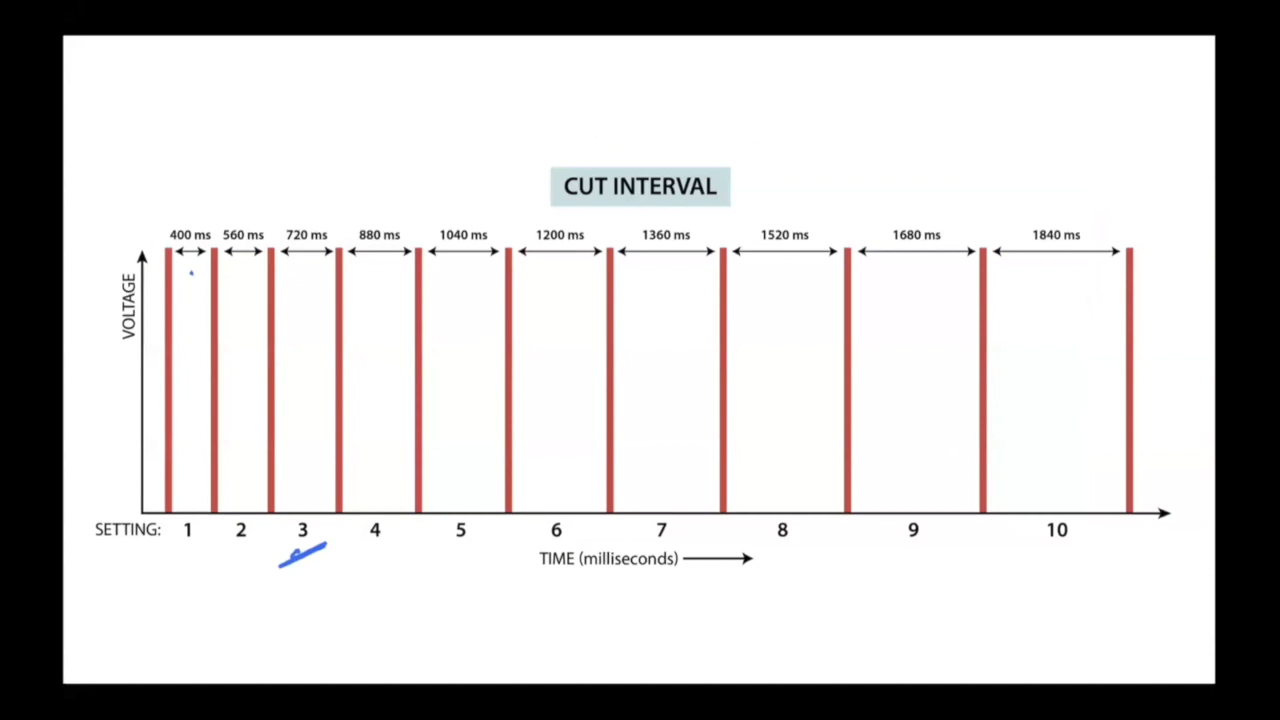 CUT INTERVAL
400 ms 560 ms 720 ms 880 ms 1040 ms 1200 ms 1360 ms 1520 ms 1680 ms 1840 ms
VOLTAGE
SETTING: 1 2 3 4 5 6 7 8 9 10
TIME (milliseconds)